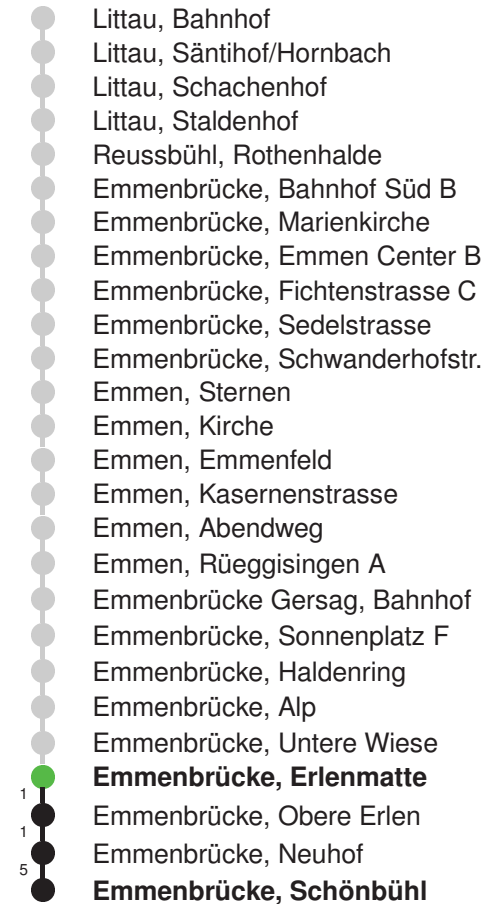 Littau, Bahnhof
Littau, Säntihof/Hornbach
Littau, Schachenhof
Littau, Staldenhof
Reussbühl, Rothenhalde
Emmenbrücke, Bahnhof Süd B
Emmenbrücke, Marienkirche
Emmenbrücke, Emmen Center B
Emmenbrücke, Fichtenstrasse C
Emmenbrücke, Sedelstrasse
Emmenbrücke, Schwanderhofstr.
Emmen, Sternen
Emmen, Kirche
Emmen, Emmenfeld
Emmen, Kasernenstrasse
Emmen, Abendweg
Emmen, Rüeggisingen A
Emmenbrücke Gersag, Bahnhof
Emmenbrücke, Sonnenplatz F
Emmenbrücke, Haldenring
Emmenbrücke, Alp
Emmenbrücke, Untere Wiese
Emmenbrücke, Erlenmatte
1
Emmenbrücke, Obere Erlen
1
Emmenbrücke, Neuhof
5
Emmenbrücke, Schönbühl